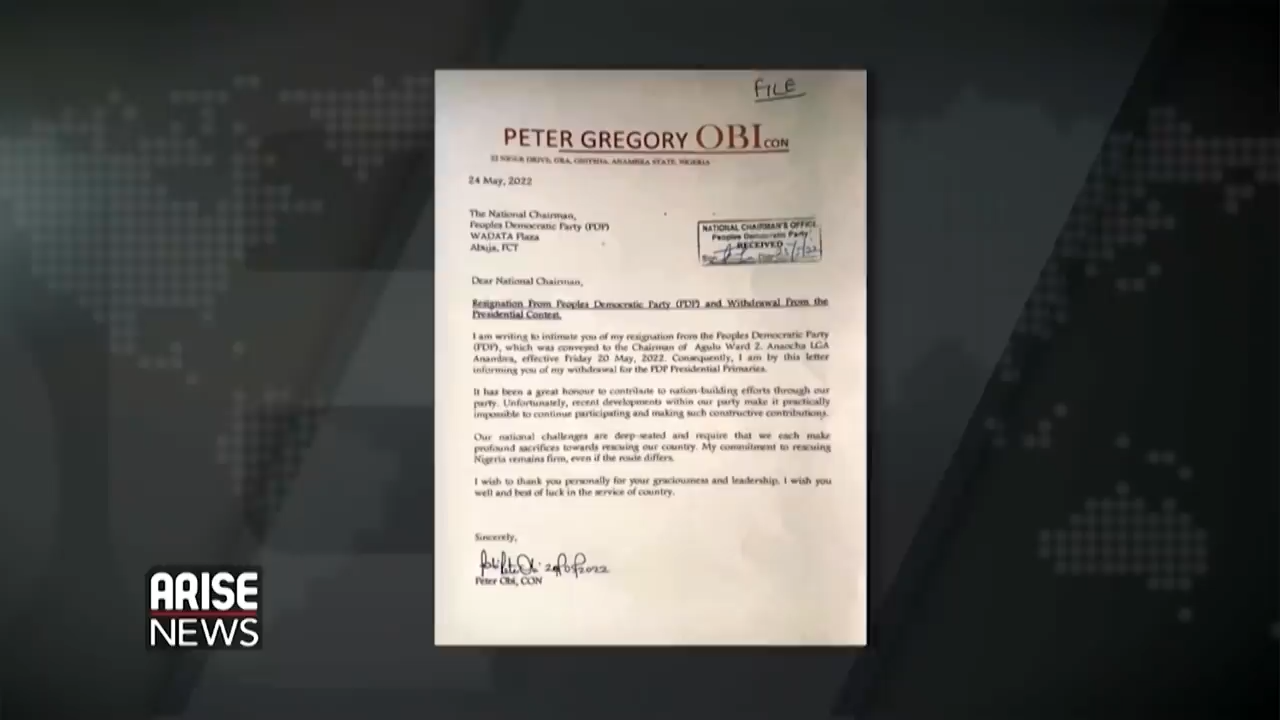 FILE
PETER GREGORY OBI CON
DRIVE, GRA, ONITSHA, ANAMBRA STATE, NIGERIA
24 May, 2022
The National Chairman,
Peoples Democratic Party (PDP)
WADATA Plaza
Abuja, FCT
NATIONAL CHAIRMAN'S OFFICE
Peoples Democratic Party
RECEIVED
Dear National Chairman,
Resignation From Peoples Democratic Party (PDP) and Withdrawal From the
Presidential Contest.
I am writing to intimate you of my resignation from the Peoples Democratic Party
(PDP), which was conveyed to the Chairman of Agulu Ward 2, Anaocha LGA
Anambra, effective Friday 20 May, 2022. Consequently, I am by this letter
informing you of my withdrawal for the PDP Presidential Primaries.
It has been a great honour to contribute to nation-building efforts through our
party. Unfortunately, recent developments within our party make it practically
impossible to continue participating and making such constructive contributions.
Our national challenges are deep-seated and require that we each make
profound sacrifices towards rescuing our country. My commitment to rescuing
Nigeria remains firm, even if the route differs.
I wish to thank you personally for your graciousness and leadership. I wish you
well and best of luck in the service of country.
Sincerely,
Peter Obi, CON
ARISE
NEWS